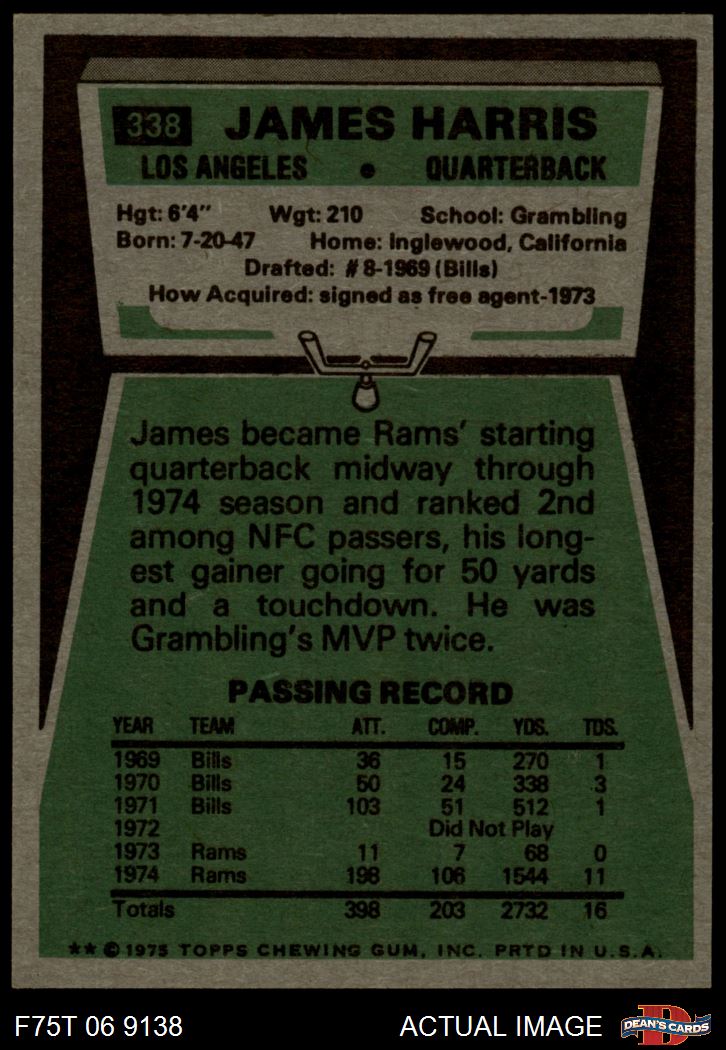 338 JAMES HARRIS
LOS ANGELES • QUARTERBACK
Hgt: 6'4" Wgt: 210 School: Grambling
Born: 7-20-47 Home: Inglewood, California
Drafted: #8-1969 (Bills)
How Acquired: signed as free agent-1973
James became Rams' starting
quarterback midway through
1974 season and ranked 2nd
among NFC passers, his long-
est gainer going for 50 yards
and a touchdown. He was
Grambling's MVP twice.
PASSING RECORD
YEAR TEAM ATT. COMP. YDS. TDS.
1969 Bills 36 15 270 1
1970 Bills 50 24 338 3
1971 Bills 103 51 512 1
1972 Did Not Play
1973 Rams 11 7 68 0
1974 Rams 198 106 1544 11
Totals 398 203 2732 16
** © 1975 TOPPS CHEWING GUM, INC. PRTD IN U.S.A.
F75T 06 9138 ACTUAL IMAGE
D
DEAN'S CARDS